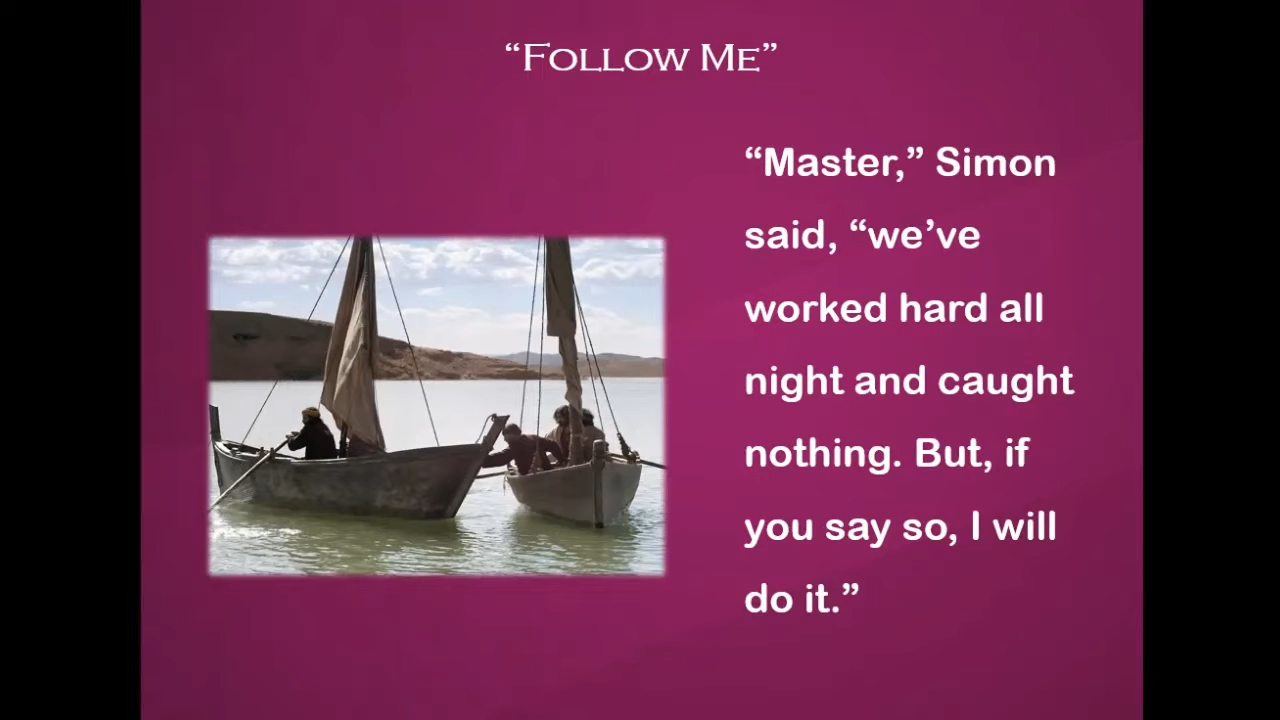 “Follow Me”
“Master,” Simon
said, “we’ve
worked hard all
night and caught
nothing. But, if
you say so, I will
do it.”